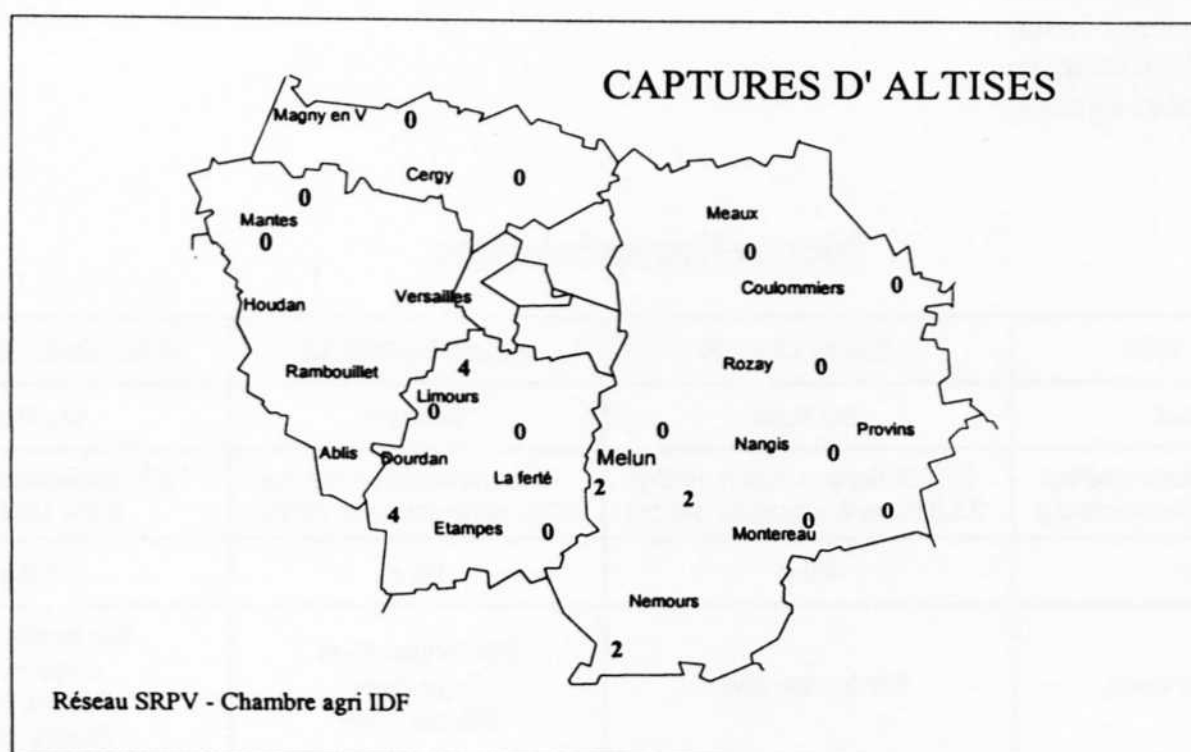 CAPTURES D' ALTISES
Magny en V 0
Cergy 0
0
Mantes
0
Meaux
0
Coulommiers 0
Houdan
Versailles
Rambouillet
4
Limours
0
0
Rozay 0
0
Provins
Nangis 0
Ablis
Dourdan
Melun
La ferté
2
2
4
Etampes 0
0
0
Montereau
Nemours
2
Réseau SRPV - Chambre agri IDF